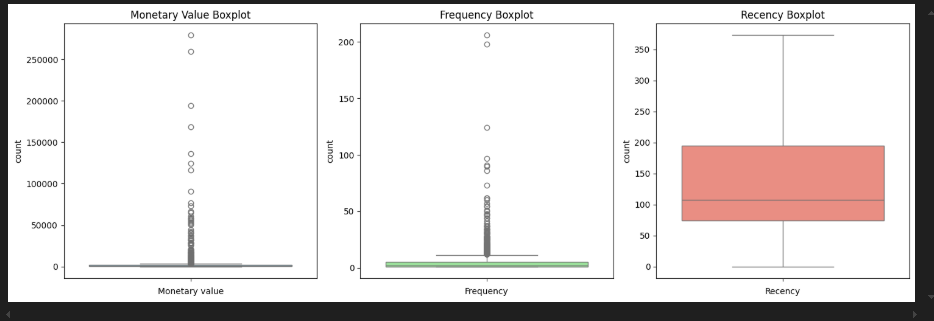 Monetary Value Boxplot
250000
200000
150000
100000
50000
0
count
Monetary value
Frequency Boxplot
200
150
100
50
0
count
Frequency
Recency Boxplot
350
300
250
200
150
100
50
0
count
Recency